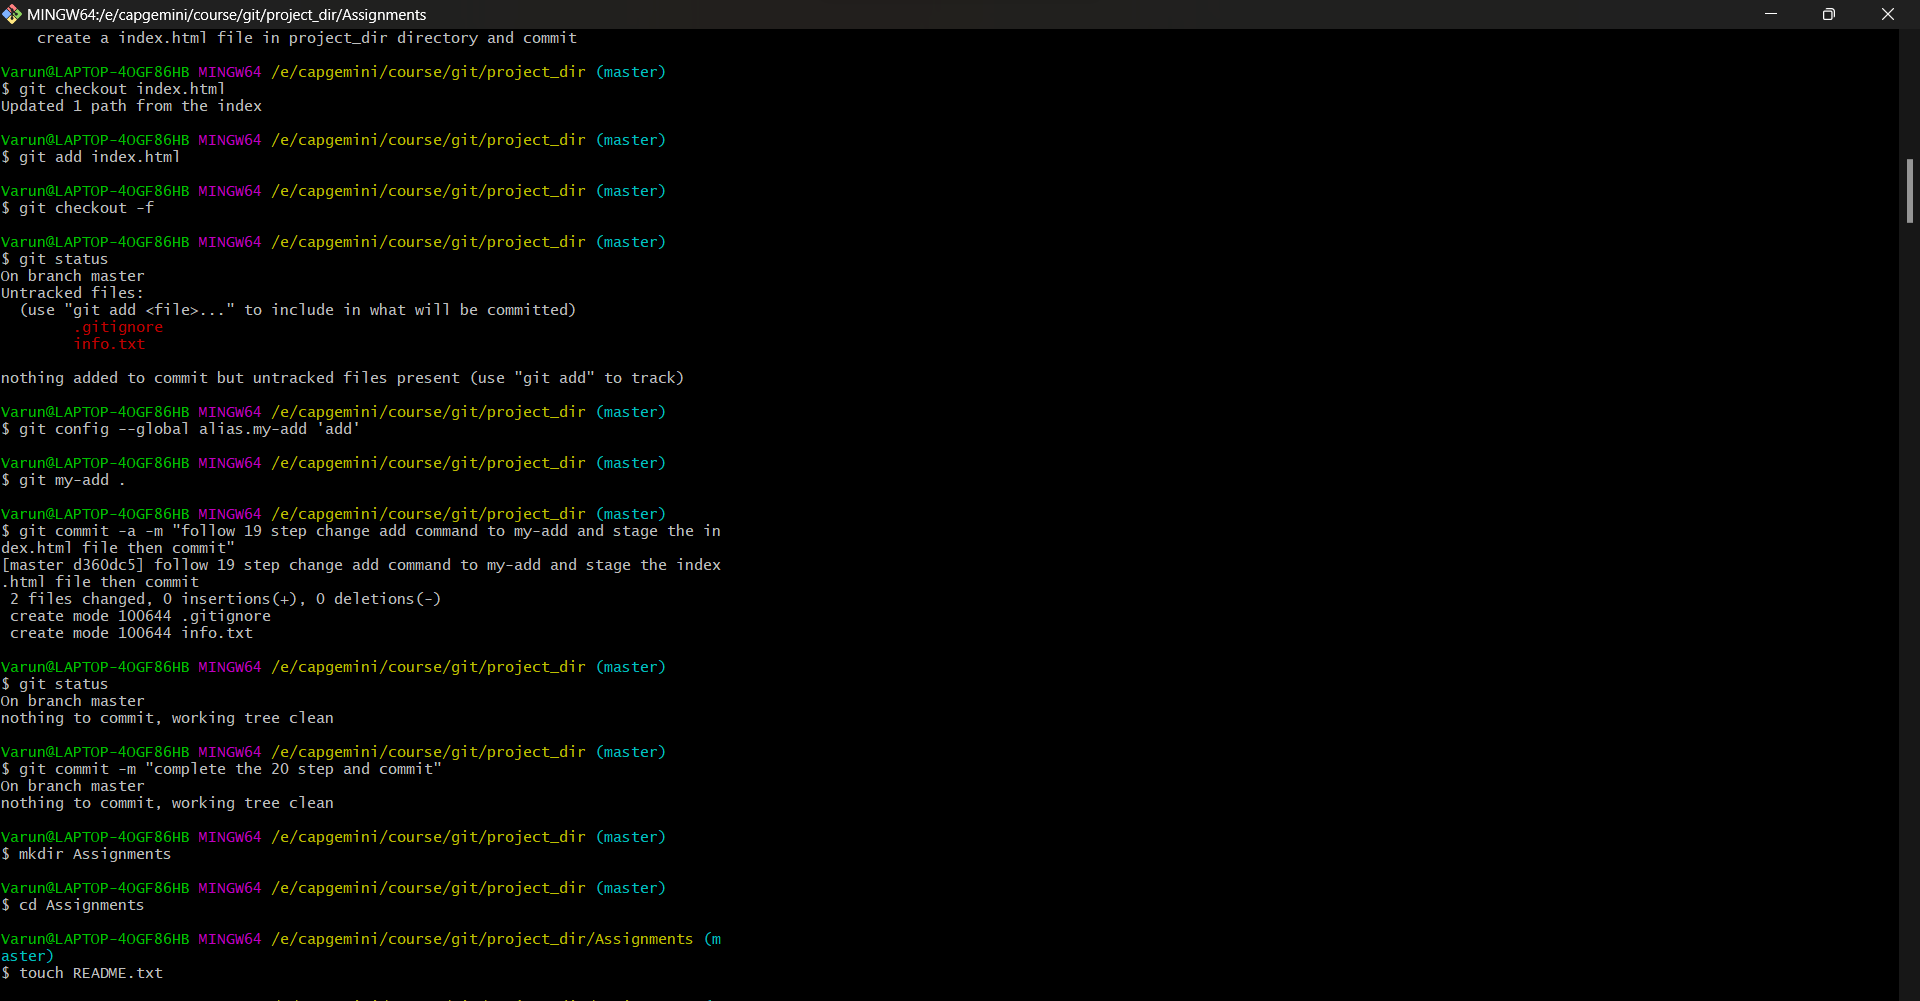 MINGW64:/e/capgemini/course/git/project_dir/Assignments
create a index.html file in project_dir directory and commit
Varun@LAPTOP-4OGF86HB MINGW64 /e/capgemini/course/git/project_dir (master)
$ git checkout index.html
Updated 1 path from the index
Varun@LAPTOP-4OGF86HB MINGW64 /e/capgemini/course/git/project_dir (master)
$ git add index.html
Varun@LAPTOP-4OGF86HB MINGW64 /e/capgemini/course/git/project_dir (master)
$ git checkout -f
Varun@LAPTOP-4OGF86HB MINGW64 /e/capgemini/course/git/project_dir (master)
$ git status
On branch master
Untracked files:
(use "git add <file>..." to include in what will be committed)
.gitignore
info.txt
nothing added to commit but untracked files present (use "git add" to track)
Varun@LAPTOP-4OGF86HB MINGW64 /e/capgemini/course/git/project_dir (master)
$ git config --global alias.my-add 'add'
Varun@LAPTOP-4OGF86HB MINGW64 /e/capgemini/course/git/project_dir (master)
$ git my-add .
Varun@LAPTOP-4OGF86HB MINGW64 /e/capgemini/course/git/project_dir (master)
$ git commit -a -m "follow 19 step change add command to my-add and stage the in
dex.html file then commit"
[master d360dc5] follow 19 step change add command to my-add and stage the index
.html file then commit
2 files changed, 0 insertions(+), 0 deletions(-)
create mode 100644 .gitignore
create mode 100644 info.txt
Varun@LAPTOP-4OGF86HB MINGW64 /e/capgemini/course/git/project_dir (master)
$ git status
On branch master
nothing to commit, working tree clean
Varun@LAPTOP-4OGF86HB MINGW64 /e/capgemini/course/git/project_dir (master)
$ git commit -m "complete the 20 step and commit"
On branch master
nothing to commit, working tree clean
Varun@LAPTOP-4OGF86HB MINGW64 /e/capgemini/course/git/project_dir (master)
$ mkdir Assignments
Varun@LAPTOP-4OGF86HB MINGW64 /e/capgemini/course/git/project_dir (master)
$ cd Assignments
Varun@LAPTOP-4OGF86HB MINGW64 /e/capgemini/course/git/project_dir/Assignments (m
aster)
$ touch README.txt